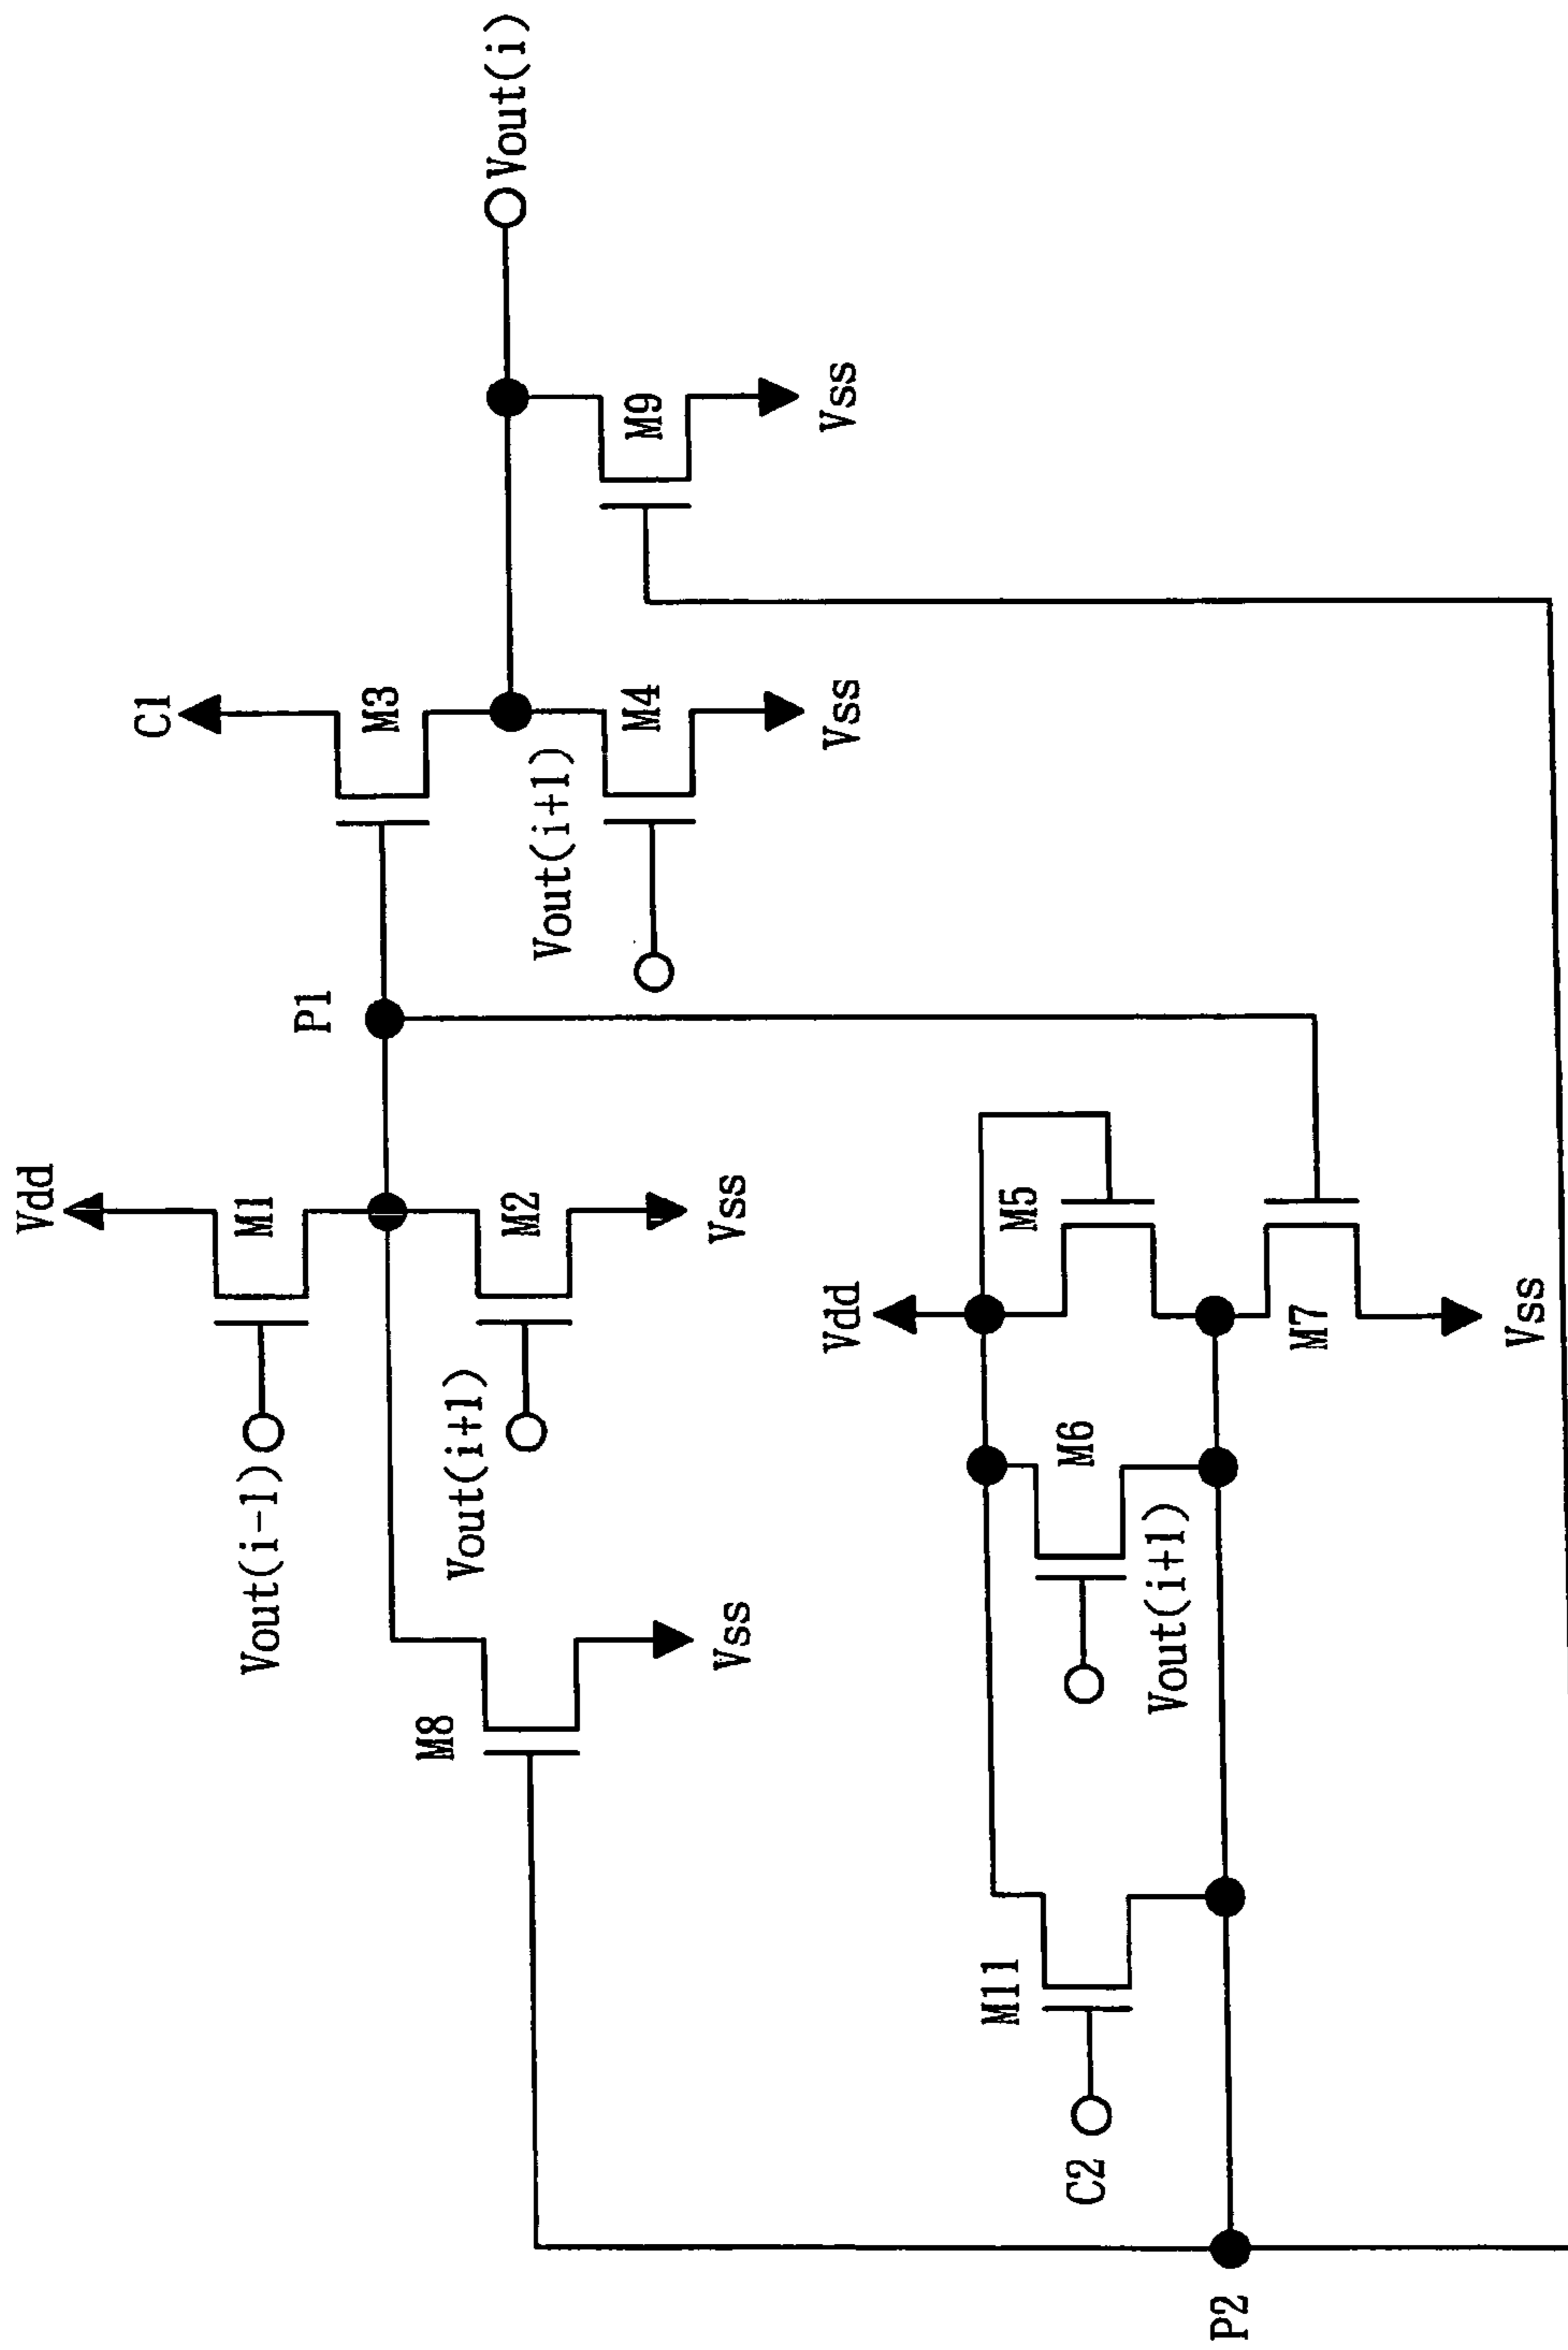 Vdd
C1
Vout(i-1)
M1
P1
M3
Vout(i)
M8
Vout(i+1)
M2
Vout(i+1)
M4
M9
Vss
Vss
Vss
Vss
Vdd
C2
M11
M6
M5
Vout(i+1)
P2
M7
Vss